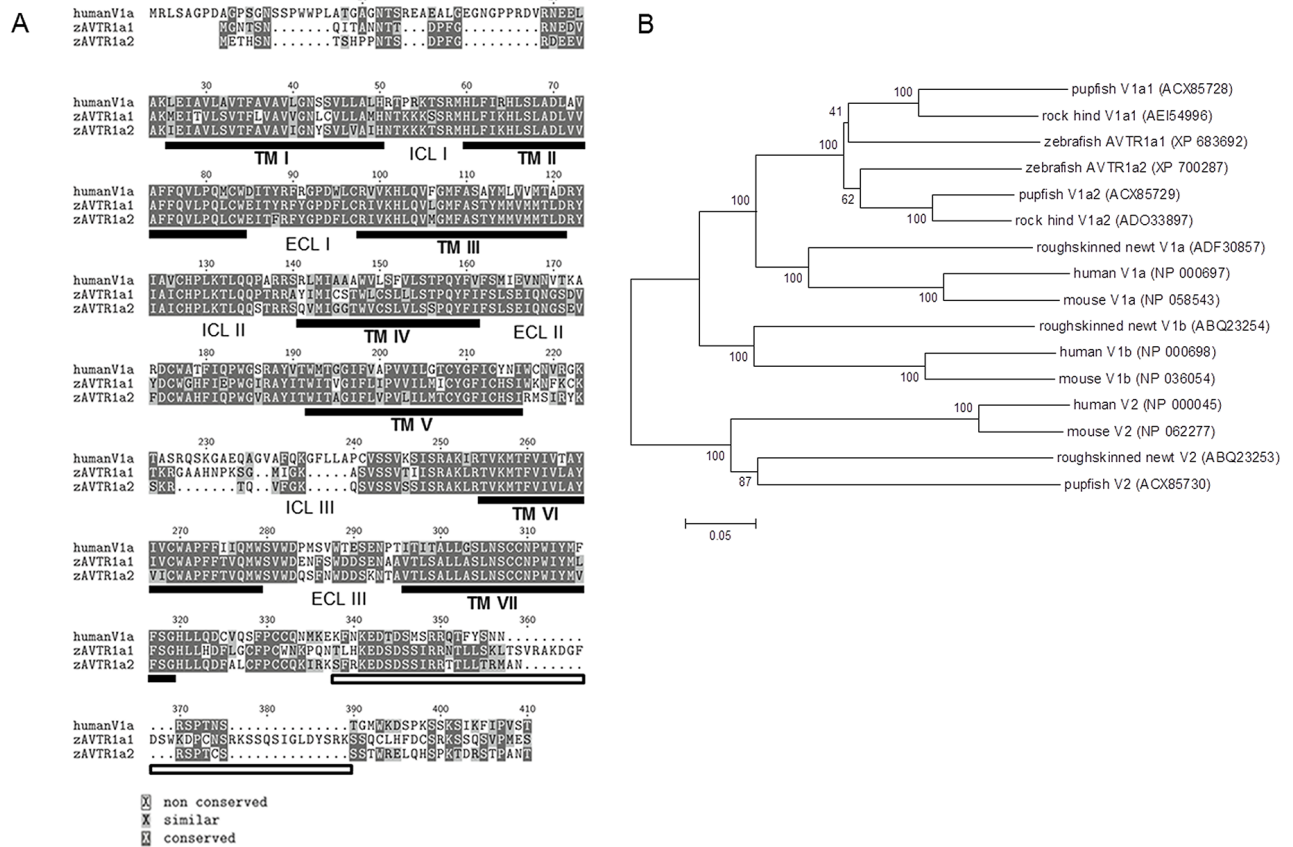 A
humanV1a MRLSAGPDAGPSGNSSPWWPLATGAGNTSREAEALGEGNGPPRDVRNEEL
zAVTR1a1 MGNTSN.......QITANNTT...DPFG.........RNEDV
zAVTR1a2 METHSN.......TSHPPNTS...DPFG.........RDEEV
30 40 50 60 70
humanV1a AKLEIAVLAVTFAVAVLGNSSVLLALHRTPRKTSRMHLFIRHLSLADLAV
zAVTR1a1 AKMEITVLSVTFLVAVVGNLCVLLAMHNTKKKSSRMHLFIKHLSLADLVV
zAVTR1a2 AKIEIAVLSVTFAVAVIGNYSVLVAIHNTKKKTSRMHLFIKHLSLADLVV
TM I ICL I TM II
80 90 100 110 120
humanV1a AFFQVLPQMCWDITYRFRGPDWLCRVVKHLQVFGMFASAYMLVVMTADRY
zAVTR1a1 AFFQVLPQLCWEITYRFYGPDFLCRIVKHLQVLGMFASTYMMVMMTLDRY
zAVTR1a2 AFFQVLPQLCWEITFRFYGPDFLCRIVKHLQVMGMFASTYMMVMMTLDRY
ECL I TM III
130 140 150 160 170
humanV1a IAVCHPLKTLQQPARRSRLMIAAAWVLSFVLSTPQYFVFSMIEVNNVTKA
zAVTR1a1 IAICHPLKTLQQPTRRAYIMICSTWLCSLLLSTPQYFIFSLSEIQNGSDV
zAVTR1a2 IAICHPLKTLQQSTRRSQVMIGGTWVCSLVLSSPQYFIFSLSEIQNGSEV
ICL II TM IV ECL II
180 190 200 210 220
humanV1a RDCWATFIQPWGSRAYVTWMTGGIFVAPVVILGTCYGFICYNIWCNVRGK
zAVTR1a1 YDCWGHFIEPWGIRAYITWITVGIFLIPVVILMICYGFICHSIWKNFKCK
zAVTR1a2 FDCWAHFIQPWGVRAYITWITAGIFLVPVLILMTCYGFICHSIRMSIRYK
TM V
230 240 250 260
humanV1a TASRQSKGAEQAGVAFQKGFLLAPCVSSVKSISRAKIRTVKMTFVIVTAY
zAVTR1a1 TKRGAAHNPKSG..MIGK.....ASVSSVTIISRAKLRTVKMTFVIVLAY
zAVTR1a2 SKR.......TQ..VFGK.....QSVSSVSSISRAKLRTVKMTFVIVLAY
ICL III TM VI
270 280 290 300 310
humanV1a IVCWAPFFIIQMWSVWDPMSVWTESENPTITITALLGSLNSCCNPWIYMF
zAVTR1a1 IVCWAPFFTVQMWSVWDENFSWDDSENAAVTLSALLASLNSCCNPWIYML
zAVTR1a2 VICWAPFFTVQMWSVWDQSFNWDDSKNTAVTLSALLASLNSCCNPWIYMV
ECL III TM VII
320 330 340 350 360
humanV1a FSGHLLQDCVQSFPCCQNMKEKFNKEDTDSMSRRQTFYSNN.........
zAVTR1a1 FSGHLLHDFLGCFPCWNKPQNTLHKEDSDSSIRRNTLLSKLTSVRAKDGF
zAVTR1a2 FSGHLLQDFALCFPCCQKIRKSFRKEDSDSSIRRTTLLTRMAN.......
370 380 390 400 410
humanV1a ...RSPTNS..............TGMWKDSPKSSKSIKFIPVST
zAVTR1a1 DSWKDPCNSRKSSQSIGLDYSRKSSQCLHFDCSRKSSQSVPMES
zAVTR1a2 ...RSPTCS..............SSTWRELQHSPKTDRSTPANT
X non conserved
X similar
X conserved
B
pupfish V1a1 (ACX85728)
rock hind V1a1 (AEI54996)
zebrafish AVTR1a1 (XP 683692)
zebrafish AVTR1a2 (XP 700287)
pupfish V1a2 (ACX85729)
rock hind V1a2 (ADO33897)
roughskinned newt V1a (ADF30857)
human V1a (NP 000697)
mouse V1a (NP 058543)
roughskinned newt V1b (ABQ23254)
human V1b (NP 000698)
mouse V1b (NP 036054)
human V2 (NP 000045)
mouse V2 (NP 062277)
roughskinned newt V2 (ABQ23253)
pupfish V2 (ACX85730)
100
41
100
62
100
100
100
100
100
100
100
100
87
0.05